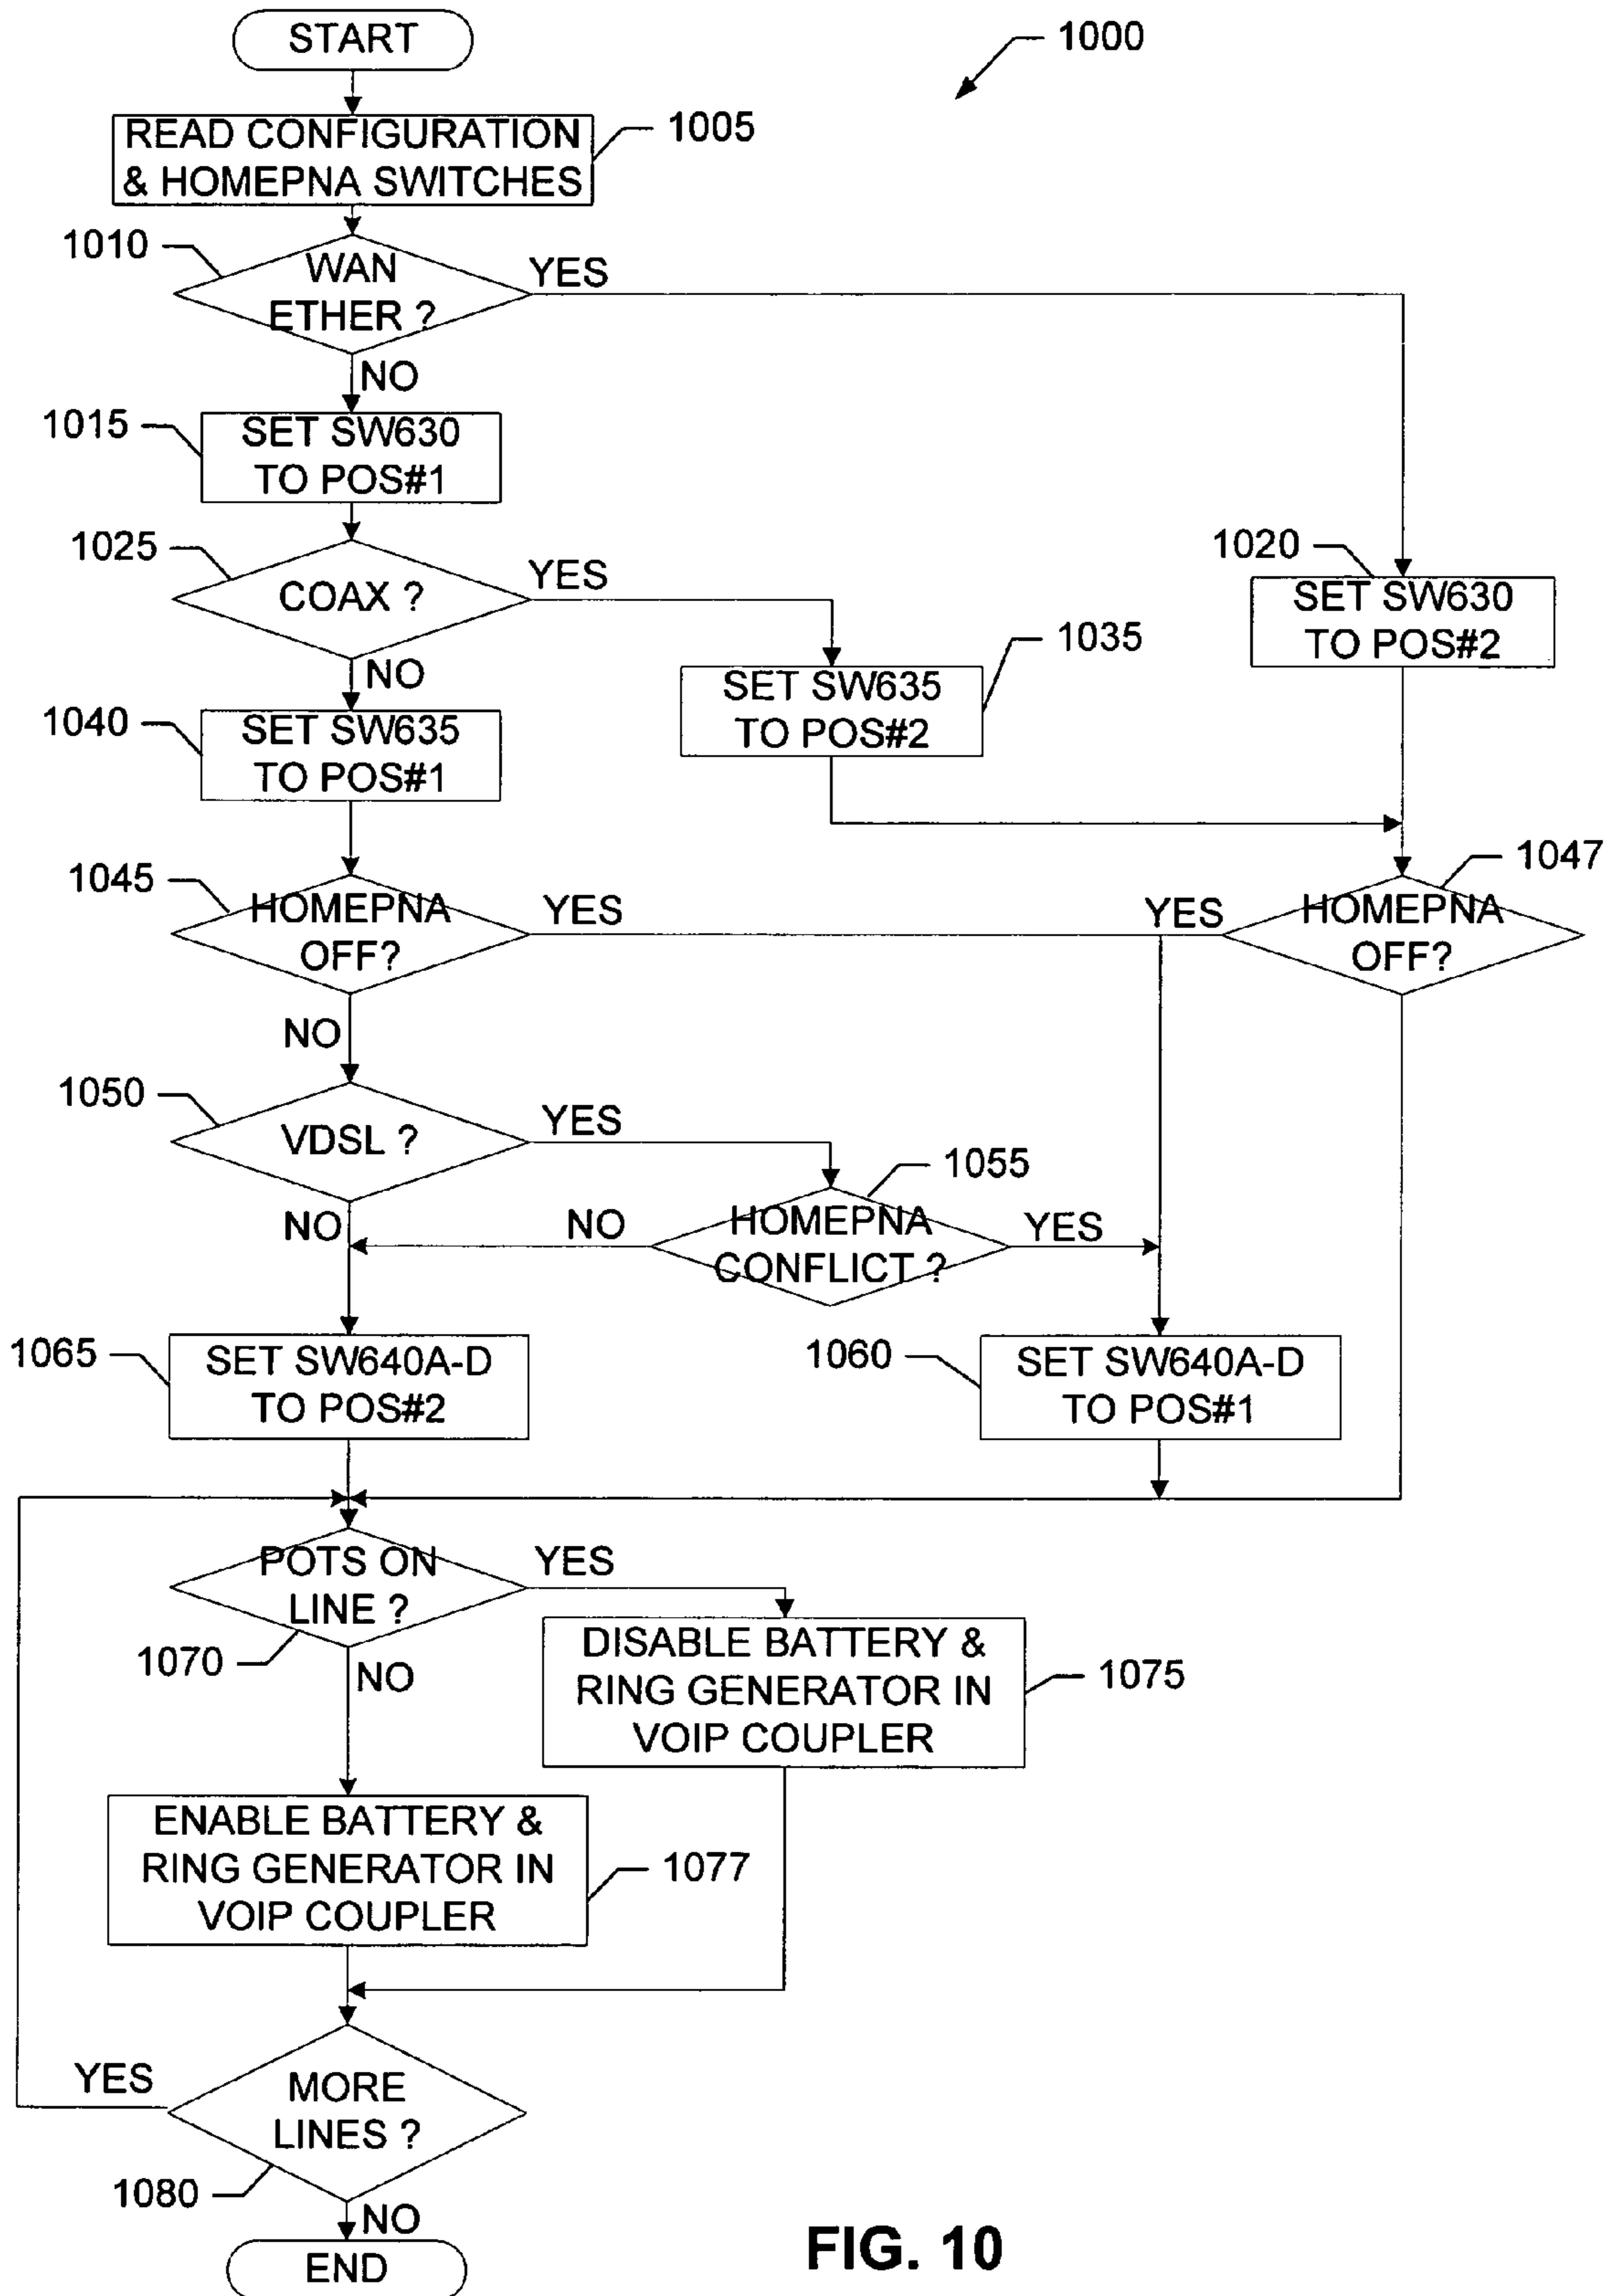 START
1000
READ CONFIGURATION
& HOMEPNA SWITCHES
1005
1010
WAN
ETHER ?
YES
NO
1015
SET SW630
TO POS#1
1025
COAX ?
YES
NO
1020
SET SW630
TO POS#2
1035
SET SW635
TO POS#2
1040
SET SW635
TO POS#1
1045
HOMEPNA
OFF?
YES
NO
1047
YES
HOMEPNA
OFF?
1050
VDSL ?
YES
NO
1055
NO
HOMEPNA
CONFLICT ?
YES
1065
SET SW640A-D
TO POS#2
1060
SET SW640A-D
TO POS#1
POTS ON
LINE ?
YES
1070
NO
DISABLE BATTERY &
RING GENERATOR IN
VOIP COUPLER
1075
ENABLE BATTERY &
RING GENERATOR IN
VOIP COUPLER
1077
YES
MORE
LINES ?
1080
NO
END
FIG. 10